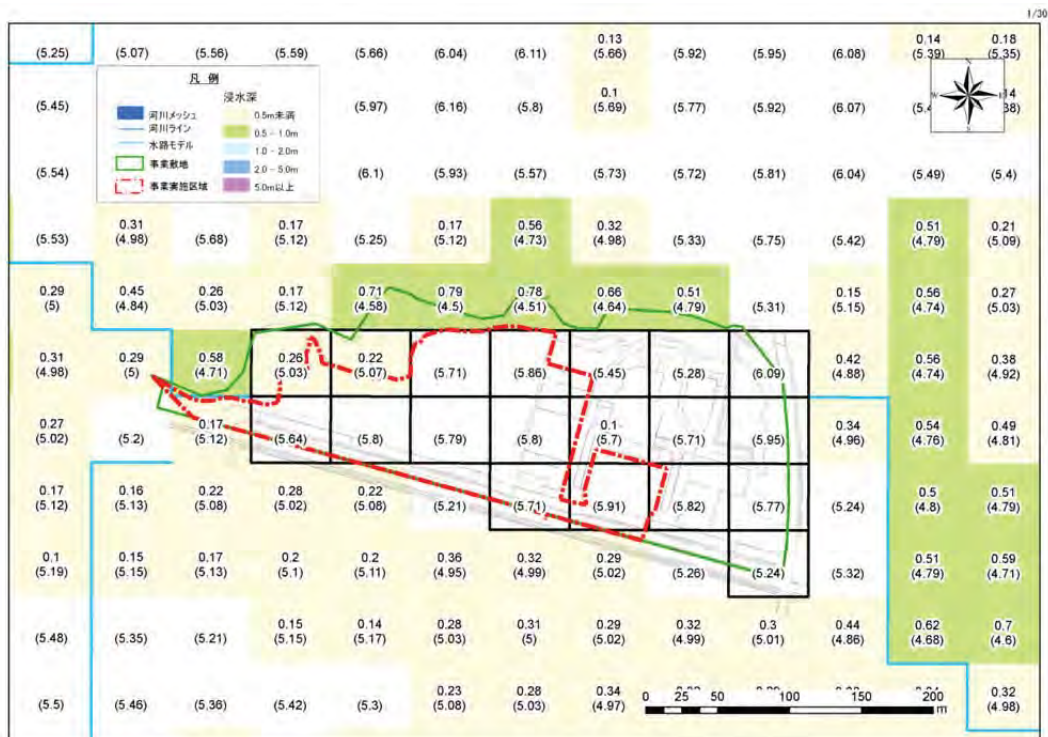 1/30
0.13 0.14 0.18
(5.25) (5.07) (5.56) (5.59) (5.66) (6.04) (6.11) (5.66) (5.92) (5.95) (6.08) (5.39) (5.35)
凡 例
浸水深
河川メッシュ 0.5m未満
河川ライン 0.5 - 1.0m
水路モデル 1.0 - 2.0m
事業敷地 2.0 - 5.0m
事業実施区域 5.0m以上
N
W
S
0.1
(5.45) (5.97) (6.16) (5.8) (5.69) (5.77) (5.92) (6.07)
(5.54) (6.1) (5.93) (5.57) (5.73) (5.72) (5.81) (6.04) (5.49) (5.4)
0.31 0.17 0.17 0.56 0.32 0.51 0.21
(5.53) (4.98) (5.68) (5.12) (5.25) (5.12) (4.73) (4.98) (5.33) (5.75) (5.42) (4.79) (5.09)
0.29 0.45 0.26 0.17 0.71 0.79 0.78 0.66 0.51 0.15 0.56 0.27
(5) (4.84) (5.03) (5.12) (4.58) (4.5) (4.51) (4.64) (4.79) (5.31) (5.15) (4.74) (5.03)
0.31 0.29 0.58 0.26 0.22 0.42 0.56 0.38
(4.98) (5) (4.71) (5.03) (5.07) (5.71) (5.86) (5.45) (5.28) (6.09) (4.88) (4.74) (4.92)
0.27 0.17 0.1 0.34 0.54 0.49
(5.02) (5.2) (5.12) (5.64) (5.8) (5.79) (5.8) (5.7) (5.71) (5.95) (4.96) (4.76) (4.81)
0.17 0.16 0.22 0.28 0.22 0.5 0.51
(5.12) (5.13) (5.08) (5.02) (5.08) (5.21) (5.71) (5.91) (5.82) (5.77) (5.24) (4.8) (4.79)
0.1 0.15 0.17 0.2 0.2 0.36 0.32 0.29 0.51 0.59
(5.19) (5.15) (5.13) (5.1) (5.11) (4.95) (4.99) (5.02) (5.26) (5.24) (5.32) (4.79) (4.71)
0.15 0.14 0.28 0.31 0.29 0.32 0.3 0.44 0.62 0.7
(5.48) (5.35) (5.21) (5.15) (5.17) (5.03) (5) (5.02) (4.99) (5.01) (4.86) (4.68) (4.6)
0.23 0.28 0.34 0.32
(5.5) (5.46) (5.36) (5.42) (5.3) (5.08) (5.03) (4.97) (4.98)
0 25 50 100 150 200
m